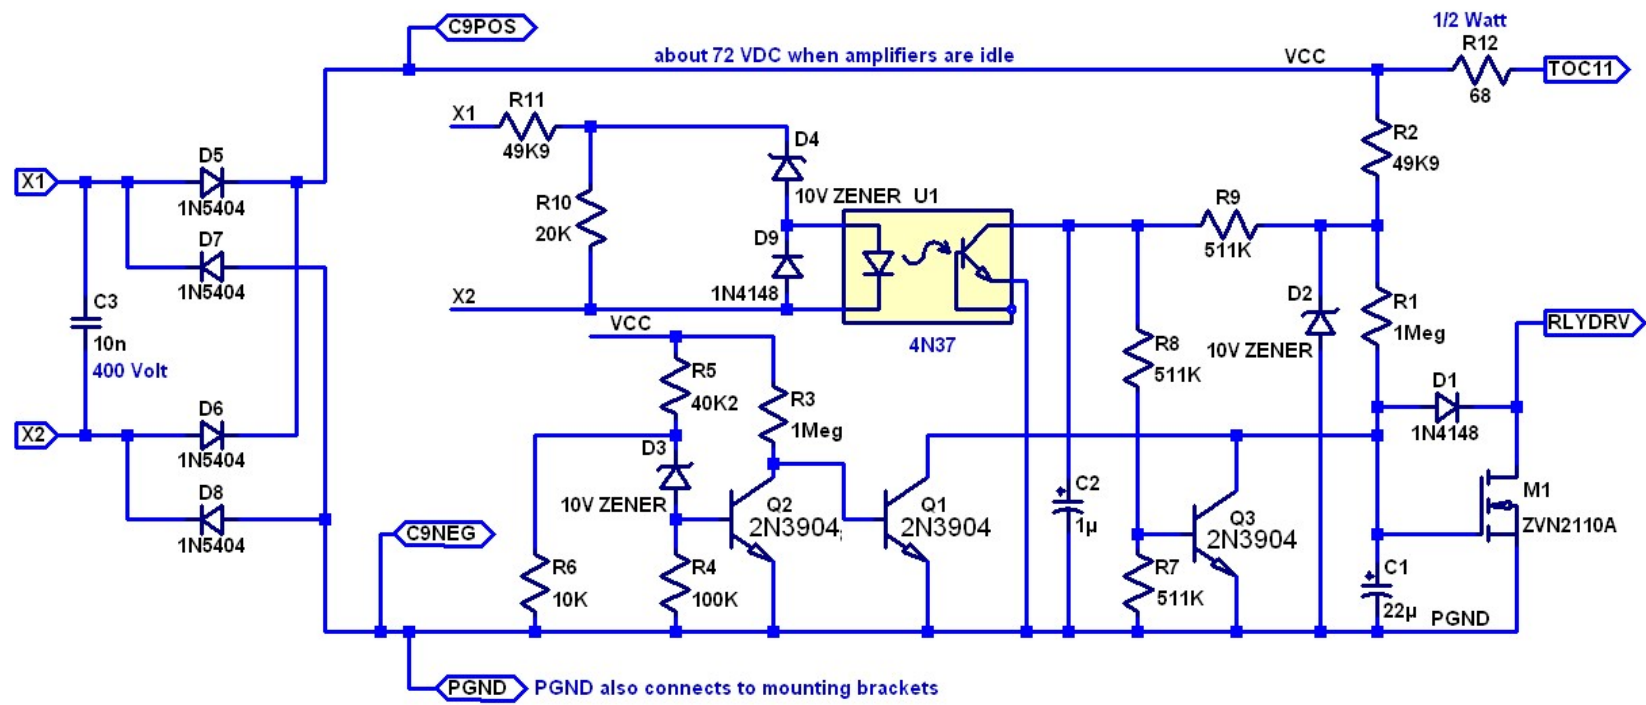 C9POS
1/2 Watt
about 72 VDC when amplifiers are idle
VCC
R12
TOC11
68
X1
R11
49K9
R2
49K9
D4
10V ZENER
U1
X1
D5
1N5404
R10
20K
R9
511K
D7
1N5404
D9
1N4148
X2
C3
10n
400 Volt
4N37
D2
10V ZENER
R1
1Meg
RLYDRV
VCC
R5
40K2
R3
1Meg
R8
511K
D1
1N4148
X2
D6
1N5404
D3
10V ZENER
Q2
2N3904
Q1
2N3904
C2
1µ
Q3
2N3904
M1
ZVN2110A
D8
1N5404
C9NEG
R6
10K
R4
100K
R7
511K
C1
22µ
PGND
PGND
PGND also connects to mounting brackets